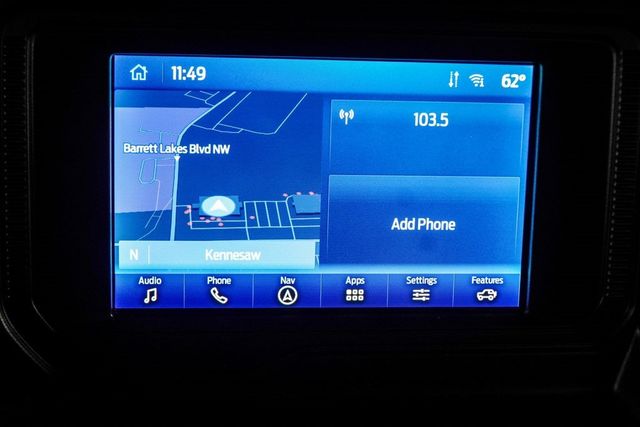 11:49
62°
Barrett Lakes Blvd NW
N
Kennesaw
103.5
Add Phone
Audio
Phone
Nav
Apps
Settings
Features